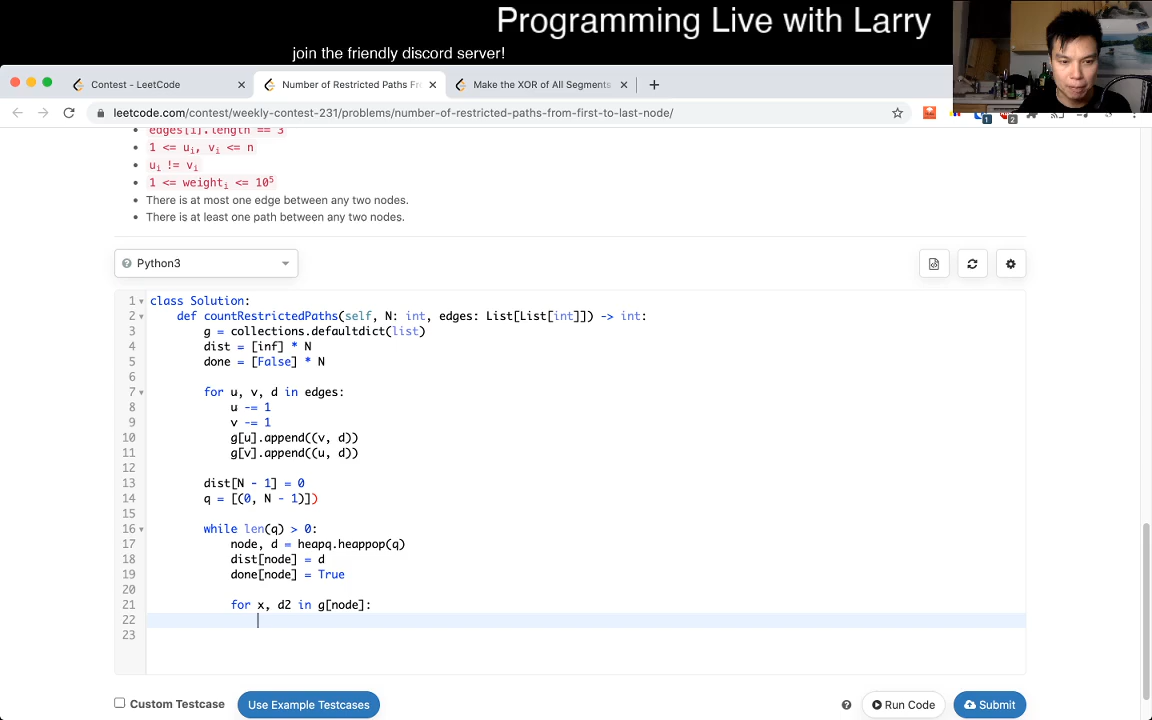 Programming Live with Larry
join the friendly discord server!
Contest - LeetCode
Number of Restricted Paths Fr
Make the XOR of All Segments
leetcode.com/contest/weekly-contest-231/problems/number-of-restricted-paths-from-first-to-last-node/
1
2
edges[i].length == 3
1 <= ui, vi <= n
ui != vi
1 <= weighti <= 10^5
There is at most one edge between any two nodes.
There is at least one path between any two nodes.
Python3
1 class Solution:
2 def countRestrictedPaths(self, N: int, edges: List[List[int]]) -> int:
3 g = collections.defaultdict(list)
4 dist = [inf] * N
5 done = [False] * N
6
7 for u, v, d in edges:
8 u -= 1
9 v -= 1
10 g[u].append((v, d))
11 g[v].append((u, d))
12
13 dist[N - 1] = 0
14 q = [(0, N - 1)])
15
16 while len(q) > 0:
17 node, d = heapq.heappop(q)
18 dist[node] = d
19 done[node] = True
20
21 for x, d2 in g[node]:
22
23
Custom Testcase
Use Example Testcases
Run Code
Submit